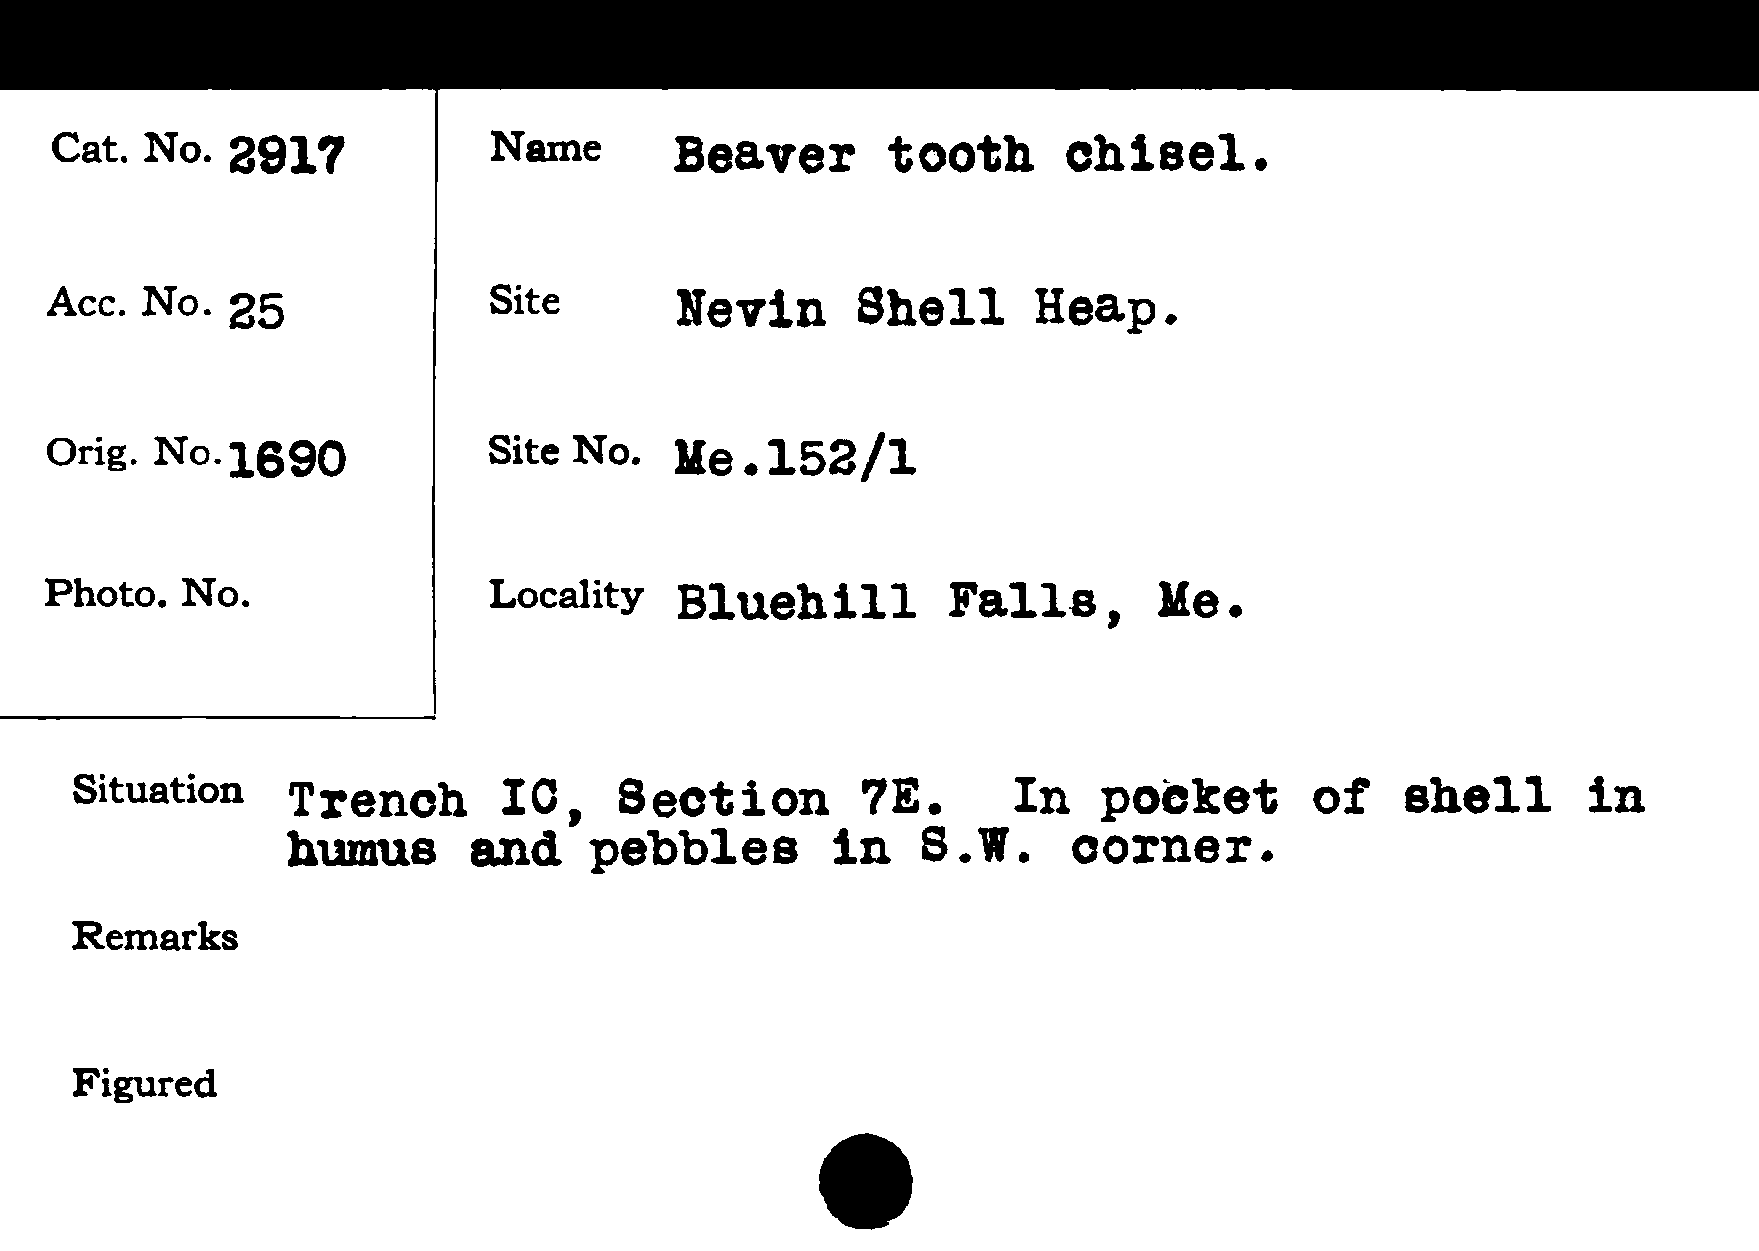 Cat. No. 2917
Name Beaver tooth chisel.
Acc. No. 25
Site Nevin Shell Heap.
Orig. No. 1690
Site No. Me.152/1
Photo. No.
Locality Bluehill Falls, Me.
Situation Trench IC, Section 7E. In pocket of shell in
humus and pebbles in S.W. corner.
Remarks
Figured